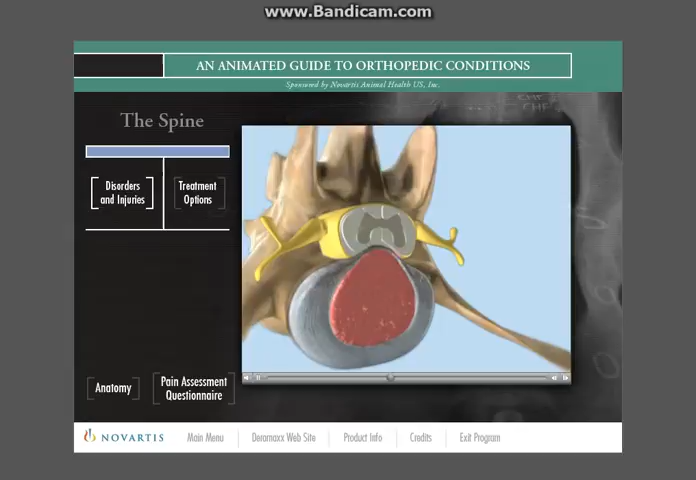 www.Bandicam.com
AN ANIMATED GUIDE TO ORTHOPEDIC CONDITIONS
Sponsored by Novartis Animal Health US, Inc.
The Spine
Disorders
and Injuries
Treatment
Options
Anatomy
Pain Assessment
Questionnaire
NOVARTIS
Main Menu
Deramaxx Web Site
Product Info
Credits
Exit Program